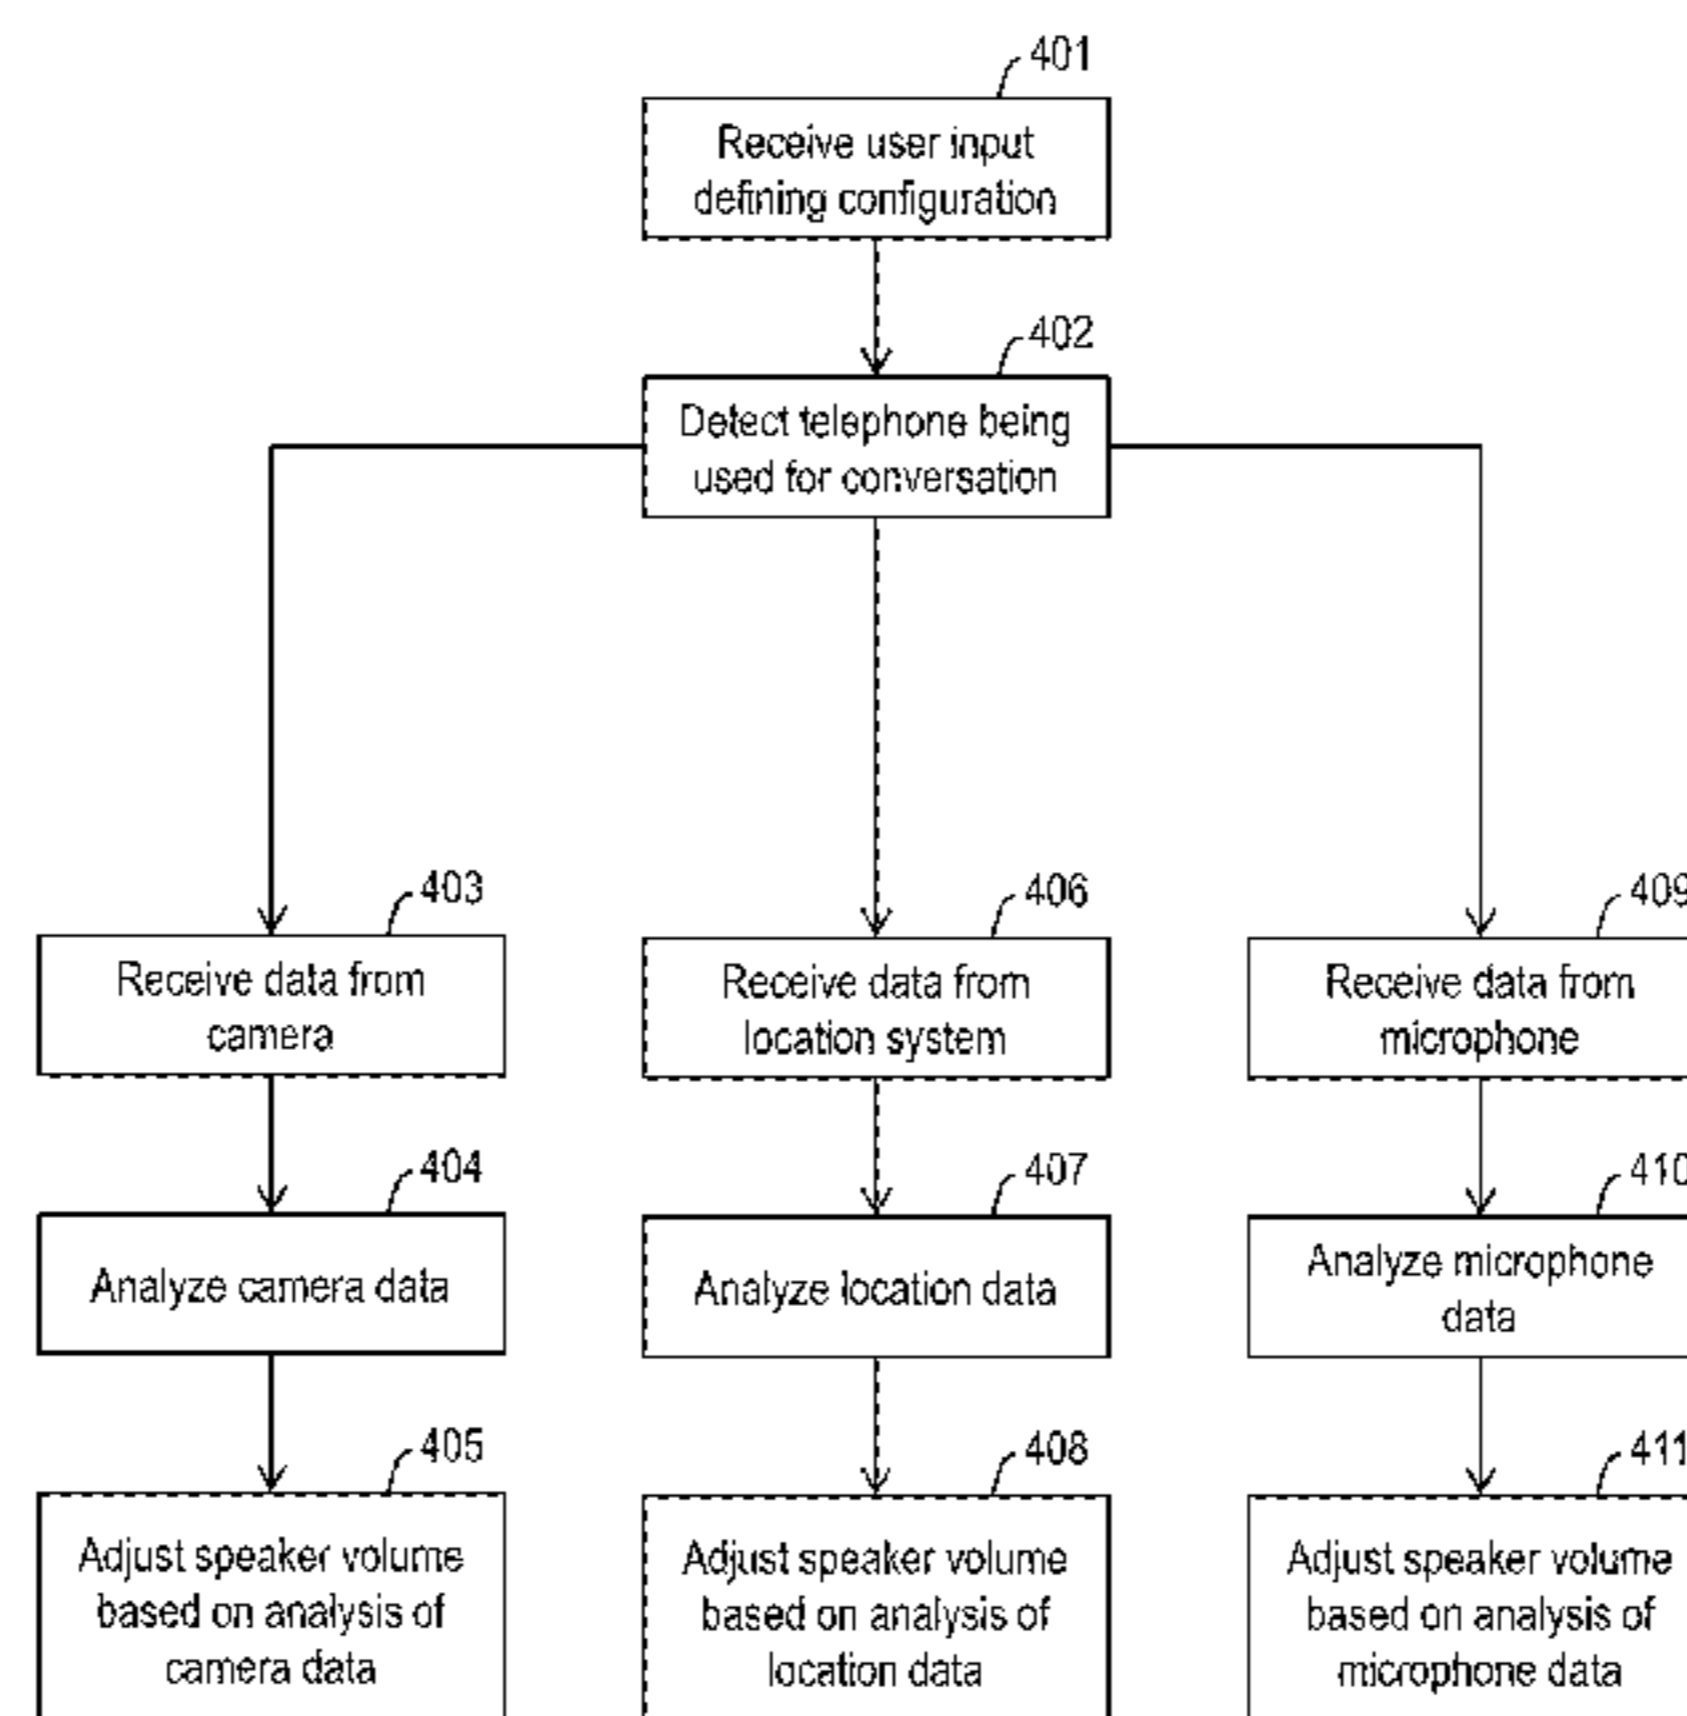 401
Receive user input
defining configuration
402
Detect telephone being
used for conversation
403
Receive data from
camera
404
Analyze camera data
405
Adjust speaker volume
based on analysis of
camera data
406
Receive data from
location system
407
Analyze location data
408
Adjust speaker volume
based on analysis of
location data
409
Receive data from
microphone
410
Analyze microphone
data
411
Adjust speaker volume
based on analysis of
microphone data